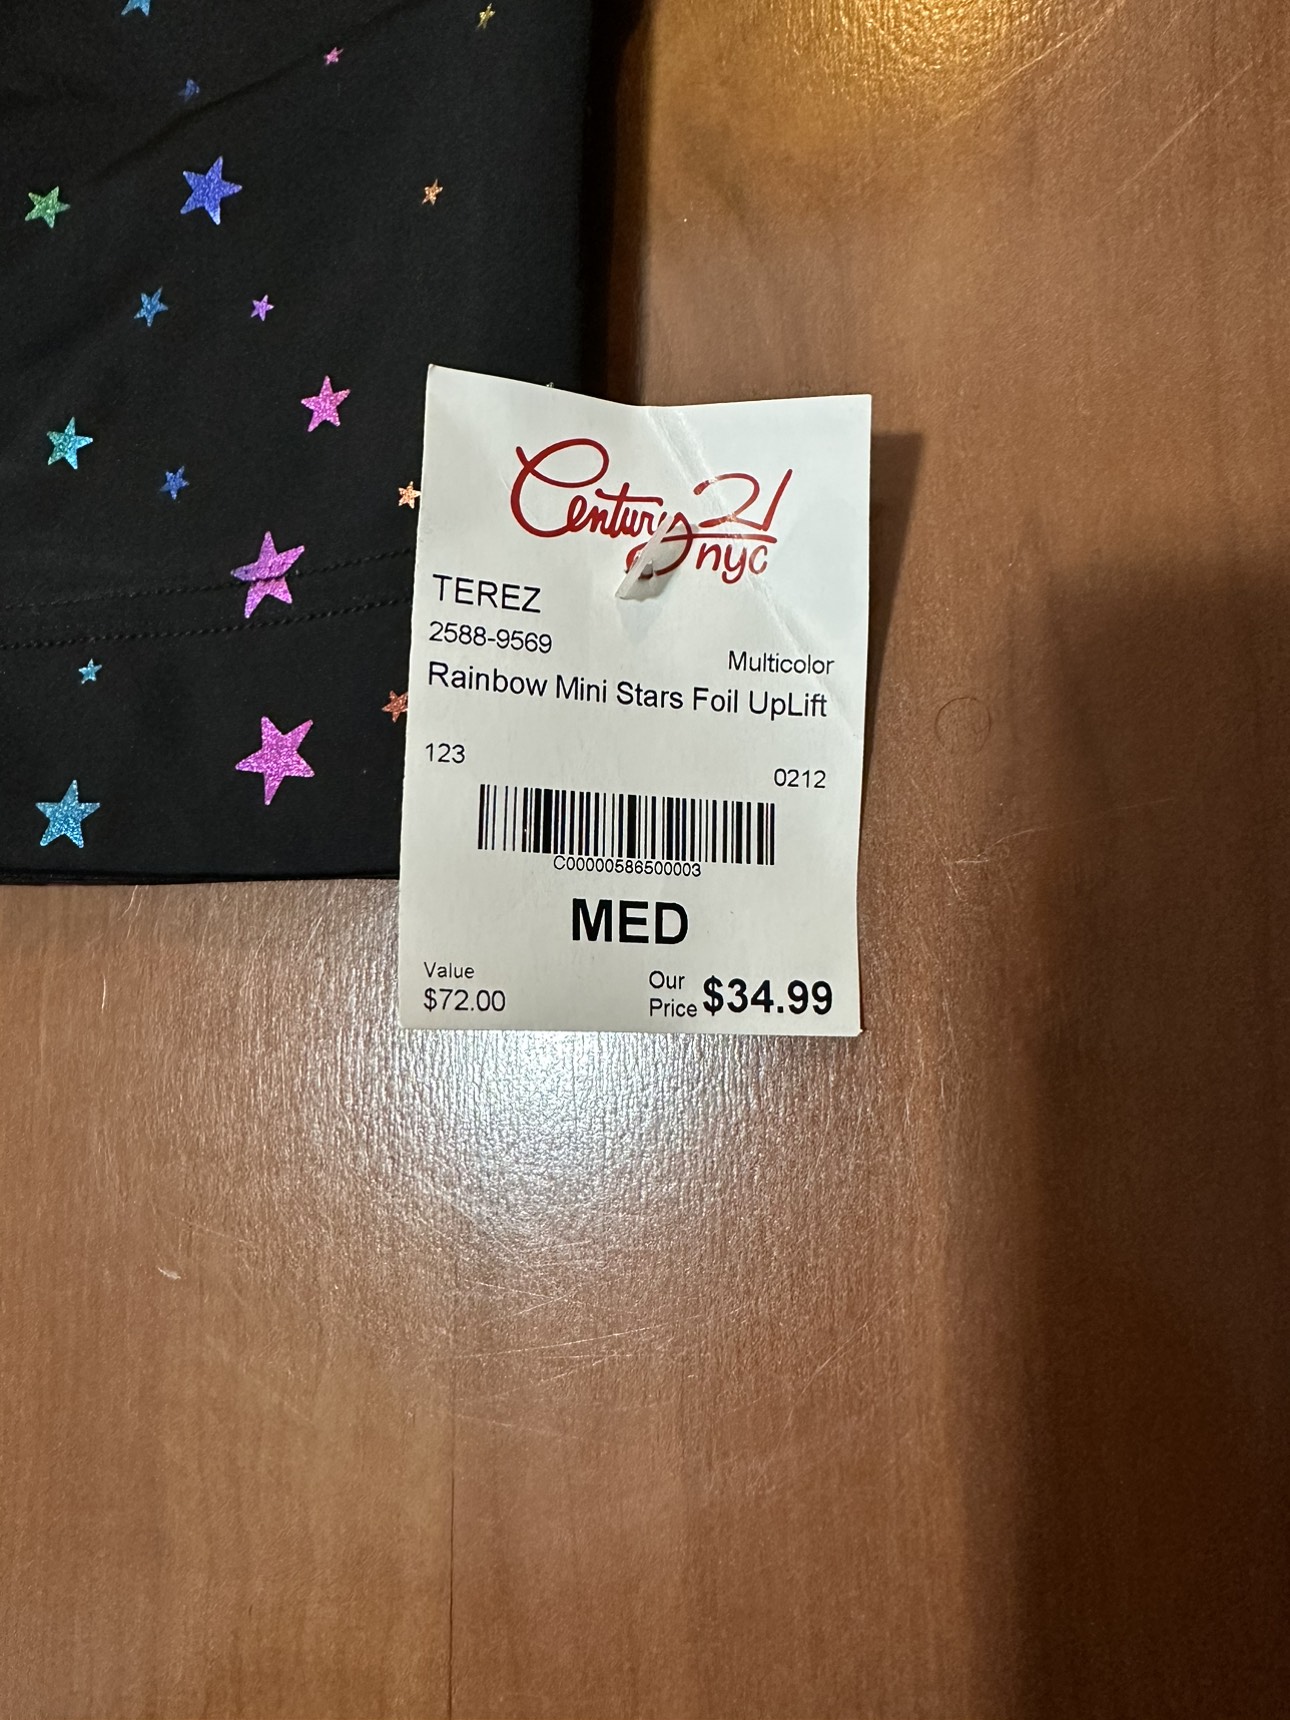 Century 21
nyc
TEREZ
2588-9569
Multicolor
Rainbow Mini Stars Foil UpLift
123
0212
C00000586500003
MED
Value
$72.00
Our
Price $34.99